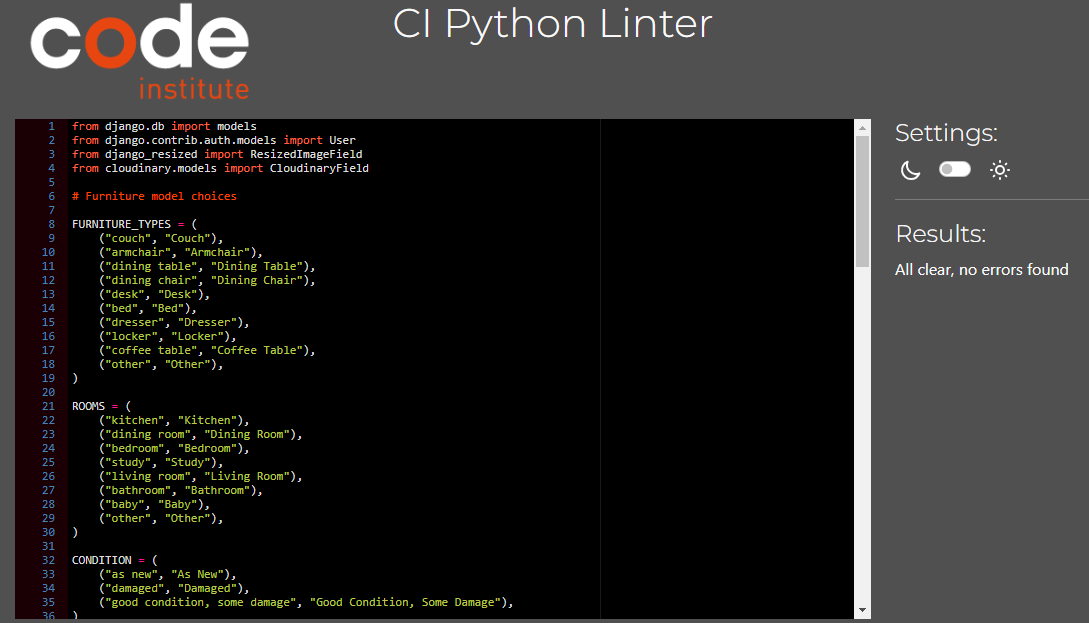 code
institute
CI Python Linter
1 from django.db import models
2 from django.contrib.auth.models import User
3 from django_resized import ResizedImageField
4 from cloudinary.models import CloudinaryField
5
6 # Furniture model choices
7
8 FURNITURE_TYPES = (
9     ("couch", "Couch"),
10     ("armchair", "Armchair"),
11     ("dining table", "Dining Table"),
12     ("dining chair", "Dining Chair"),
13     ("desk", "Desk"),
14     ("bed", "Bed"),
15     ("dresser", "Dresser"),
16     ("locker", "Locker"),
17     ("coffee table", "Coffee Table"),
18     ("other", "Other"),
19 )
20
21 ROOMS = (
22     ("kitchen", "Kitchen"),
23     ("dining room", "Dining Room"),
24     ("bedroom", "Bedroom"),
25     ("study", "Study"),
26     ("living room", "Living Room"),
27     ("bathroom", "Bathroom"),
28     ("baby", "Baby"),
29     ("other", "Other"),
30 )
31
32 CONDITION = (
33     ("as new", "As New"),
34     ("damaged", "Damaged"),
35     ("good condition, some damage", "Good Condition, Some Damage"),
36 )
Settings:
Results:
All clear, no errors found